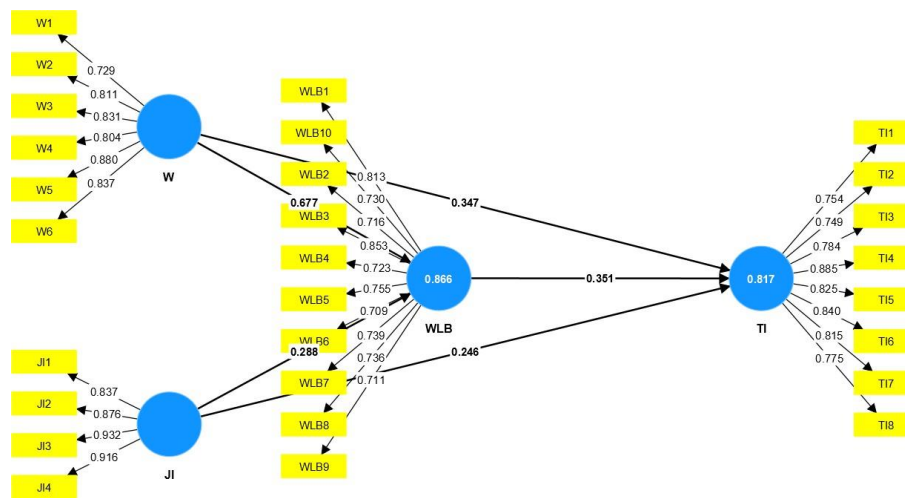 W1
W2
W3
W4
W5
W6
0.729
0.811
0.831
0.804
0.880
0.837
W
JI1
JI2
JI3
JI4
0.837
0.876
0.932
0.916
JI
0.677
0.288
0.347
0.351
0.246
WLB1
WLB10
WLB2
WLB3
WLB4
WLB5
WLB6
WLB7
WLB8
WLB9
0.813
0.730
0.716
0.853
0.723
0.755
0.709
0.739
0.736
0.711
0.866
WLB
0.817
TI
0.754
0.749
0.784
0.885
0.825
0.840
0.815
0.775
TI1
TI2
TI3
TI4
TI5
TI6
TI7
TI8